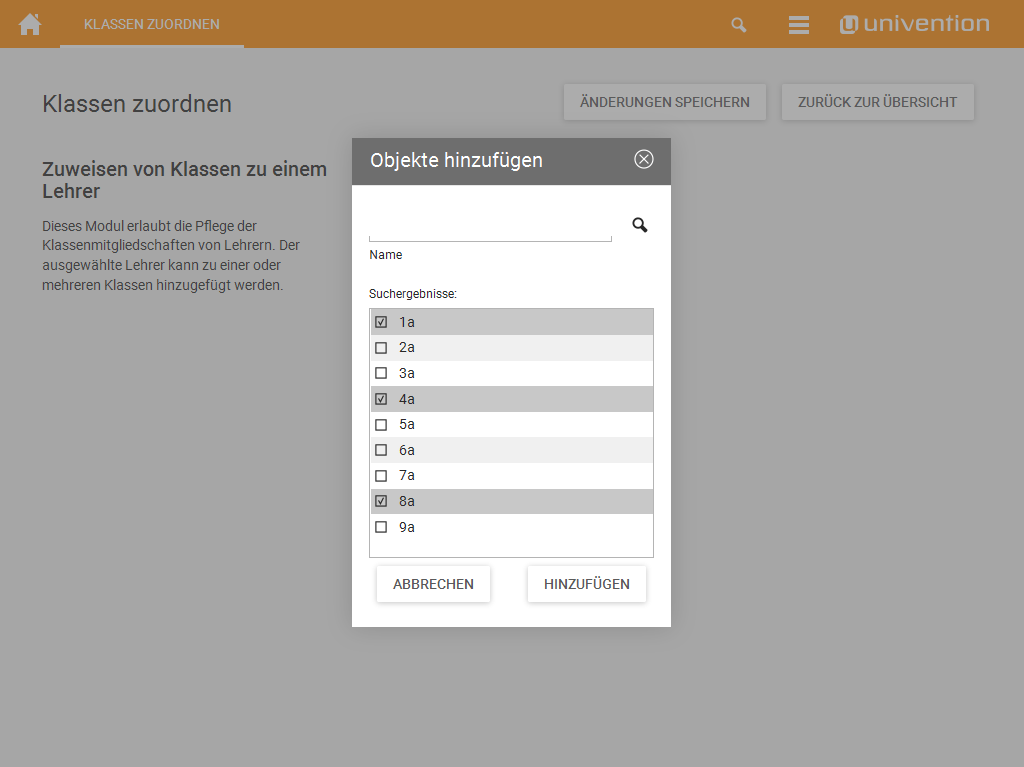 KLASSEN ZUORDNEN
univention
Klassen zuordnen
ÄNDERUNGEN SPEICHERN
ZURÜCK ZUR ÜBERSICHT
Zuweisen von Klassen zu einem
Lehrer
Dieses Modul erlaubt die Pflege der
Klassenmitgliedschaften von Lehrern. Der
ausgewählte Lehrer kann zu einer oder
mehreren Klassen hinzugefügt werden.
Objekte hinzufügen
Name
Suchergebnisse:
1a
2a
3a
4a
5a
6a
7a
8a
9a
ABBRECHEN
HINZUFÜGEN